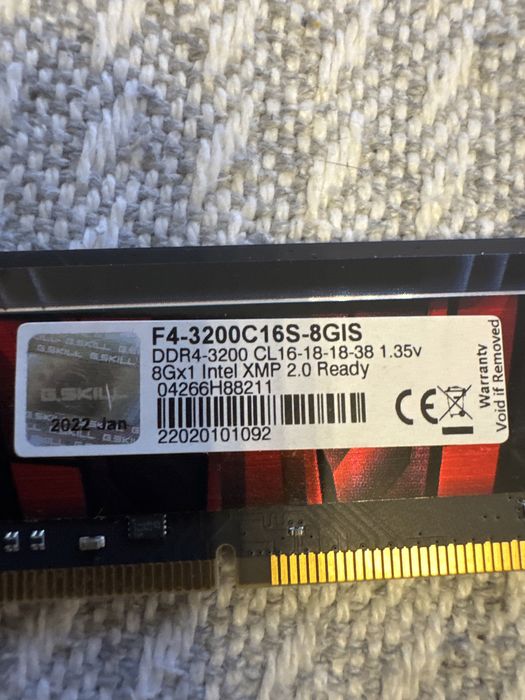 F4-3200C16S-8GIS
DDR4-3200 CL16-18-18-38 1.35v
8Gx1 Intel XMP 2.0 Ready
04266H88211
22020101092
CE
Warranty
Void if Removed
G.SKILL
2022 Jan